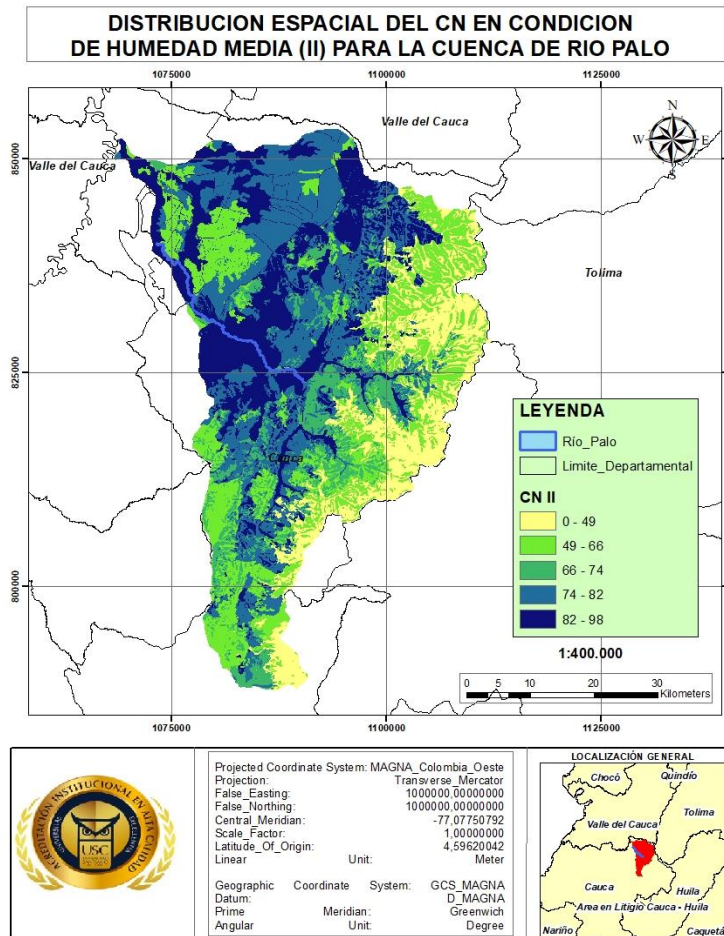 DISTRIBUCION ESPACIAL DEL CN EN CONDICION
DE HUMEDAD MEDIA (II) PARA LA CUENCA DE RIO PALO
1075000 1100000 1125000
850000
825000
800000
Valle del Cauca
Valle del Cauca
Tolima
Cauca
N
W E
S
LEYENDA
Río_Palo
Limite_Departamental
CN II
0 - 49
49 - 66
66 - 74
74 - 82
82 - 98
1:400.000
0 5 10 20 30
Kilometers
1075000 1100000 1125000
ACREDITACIÓN INSTITUCIONAL EN ALTA CALIDAD
USC
Projected Coordinate System: MAGNA_Colombia_Oeste
Projection: Transverse_Mercator
False_Easting: 1000000,00000000
False_Northing: 1000000,00000000
Central_Meridian: -77,07750792
Scale_Factor: 1,00000000
Latitude_Of_Origin: 4,59620042
Linear Unit: Meter
Geographic Coordinate System: GCS_MAGNA
Datum: D_MAGNA
Prime Meridian: Greenwich
Angular Unit: Degree
LOCALIZACIÓN GENERAL
Chocó Quindío
Tolima
Valle del Cauca
Cauca
Huila
Area en Litigio Cauca - Huila
Nariño Caquetá